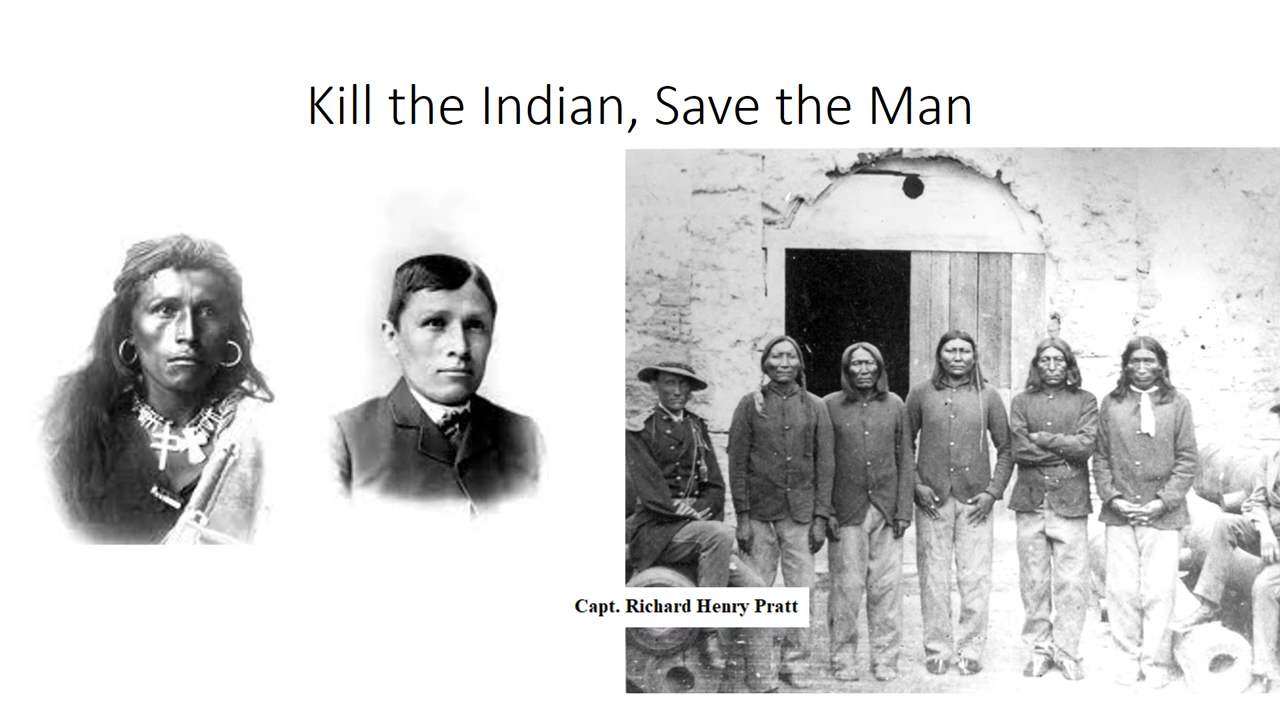 Kill the Indian, Save the Man
Capt. Richard Henry Pratt